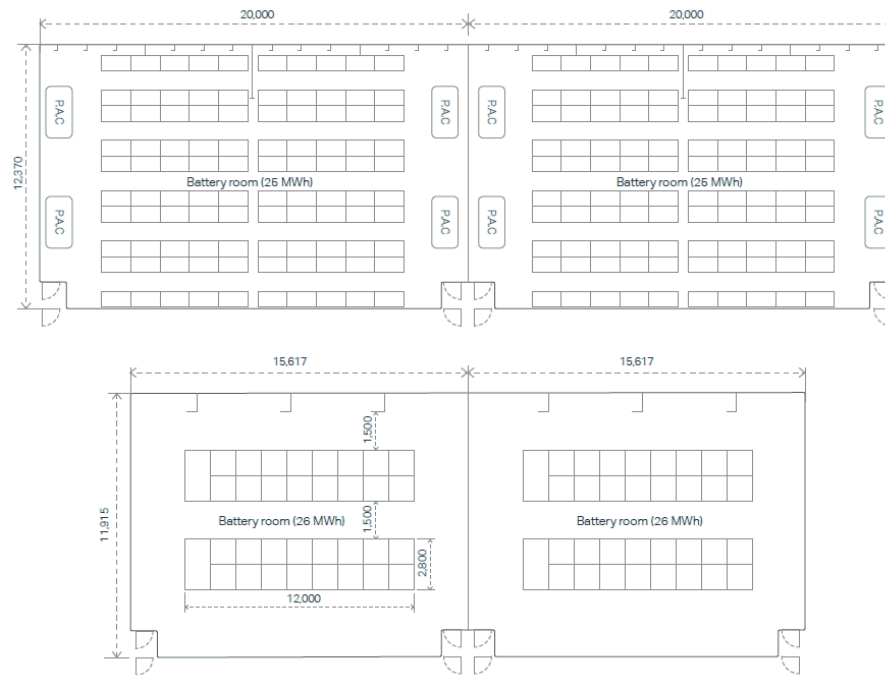 20,000
20,000
12,370
P.A.C
P.A.C
P.A.C
P.A.C
Battery room (26 MWh)
Battery room (26 MWh)
P.A.C
P.A.C
P.A.C
P.A.C
15,617
15,617
11,915
1,500
Battery room (26 MWh)
1,500
Battery room (26 MWh)
2,800
12,000